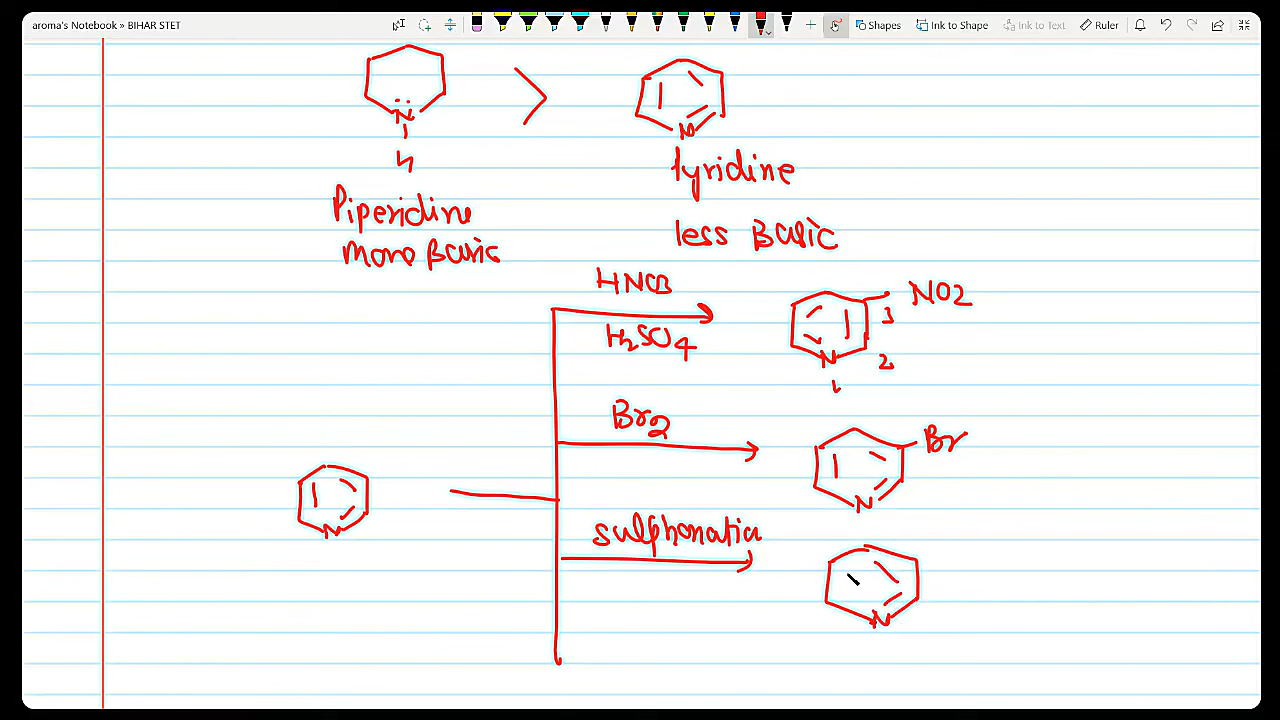 aroma's Notebook » BIHAR STET
Shapes Ink to Shape Ink to Text Ruler
N N
H
Piperidine Pyridine
more Basic less Basic
HNO3
H2SO4
NO2
3
N 2
1
Br2
Br
N
N
sulphonation
N